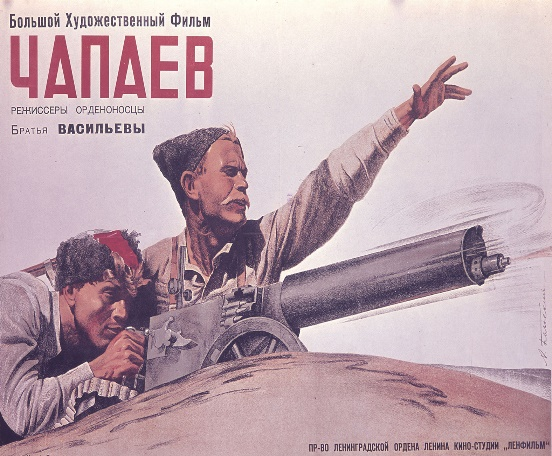 Большой Художественный Фильм
ЧАПАЕВ
РЕЖИССЕРЫ ОРДЕНОНОСЦЫ
Братья ВАСИЛЬЕВЫ
ПР-ВО ЛЕНИНГРАДСКОЙ ОРДЕНА ЛЕНИНА КИНО-СТУДИИ „ЛЕНФИЛЬМ"